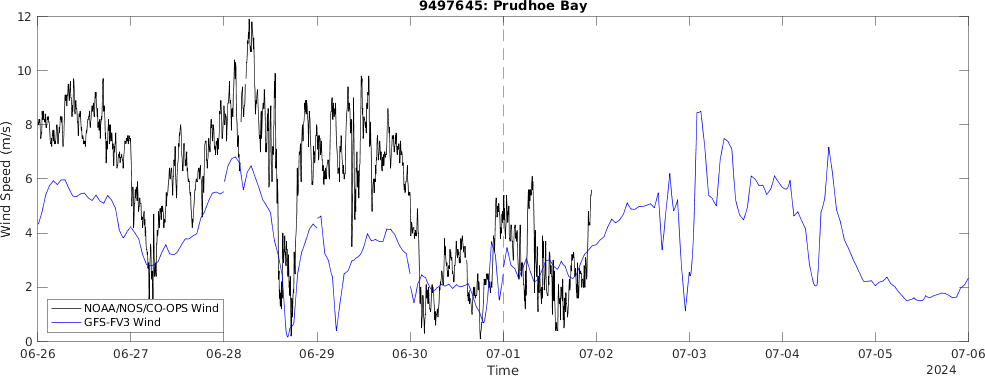 9497645: Prudhoe Bay
12
10
8
6
4
2
0
Wind Speed (m/s)
NOAA/NOS/CO-OPS Wind
GFS-FV3 Wind
06-26 06-27 06-28 06-29 06-30 07-01 07-02 07-03 07-04 07-05 07-06
Time
2024